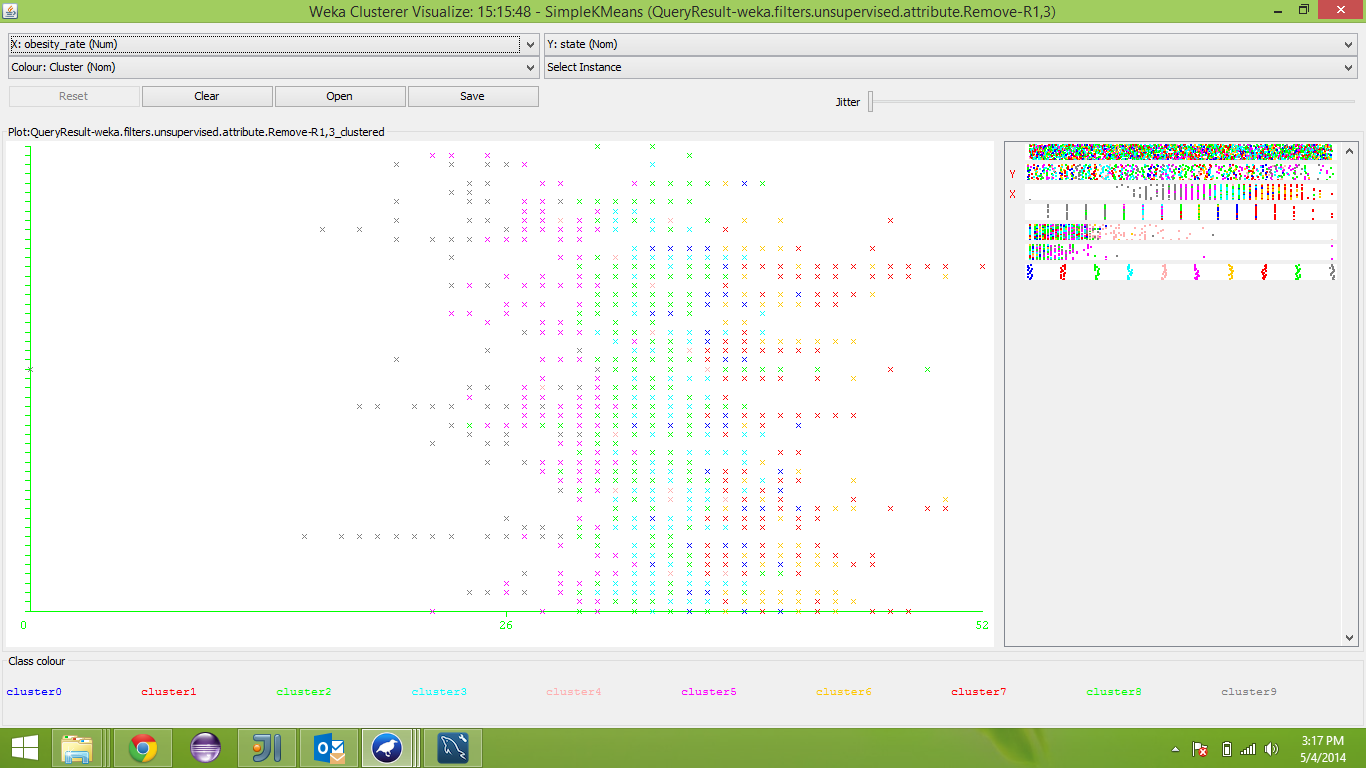 Weka Clusterer Visualize: 15:15:48 - SimpleKMeans (QueryResult-weka.filters.unsupervised.attribute.Remove-R1,3)
X: obesity_rate (Num) Y: state (Nom)
Colour: Cluster (Nom) Select Instance
Reset Clear Open Save Jitter
Plot:QueryResult-weka.filters.unsupervised.attribute.Remove-R1,3_clustered
Y
X
0 26 52
Class colour
cluster0 cluster1 cluster2 cluster3 cluster4 cluster5 cluster6 cluster7 cluster8 cluster9
3:17 PM
5/4/2014